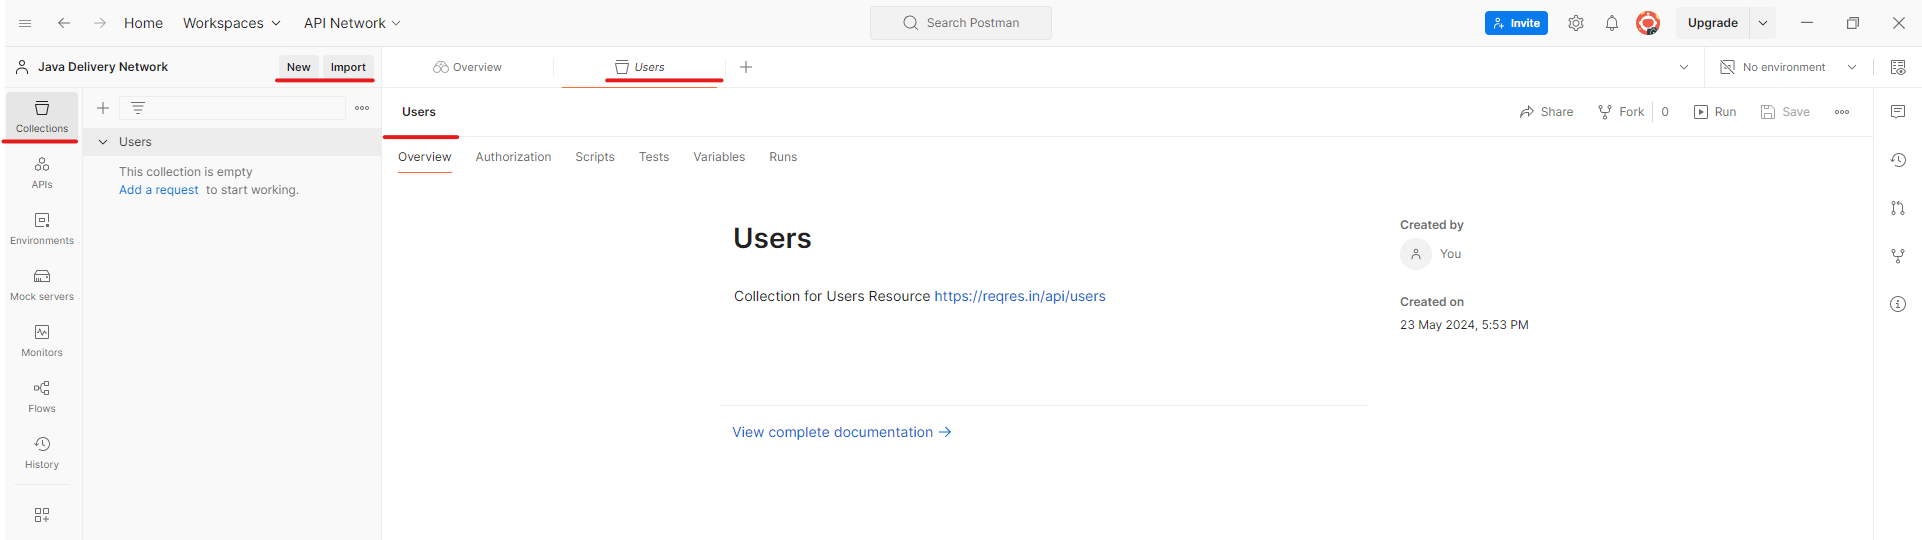 Home Workspaces API Network Search Postman Invite Upgrade
Java Delivery Network New Import Overview Users No environment
Collections
APIs
Environments
Mock servers
Monitors
Flows
History
Users
This collection is empty
Add a request to start working.
Users Share Fork 0 Run Save
Overview Authorization Scripts Tests Variables Runs
Users
Collection for Users Resource https://reqres.in/api/users
View complete documentation →
Created by
You
Created on
23 May 2024, 5:53 PM